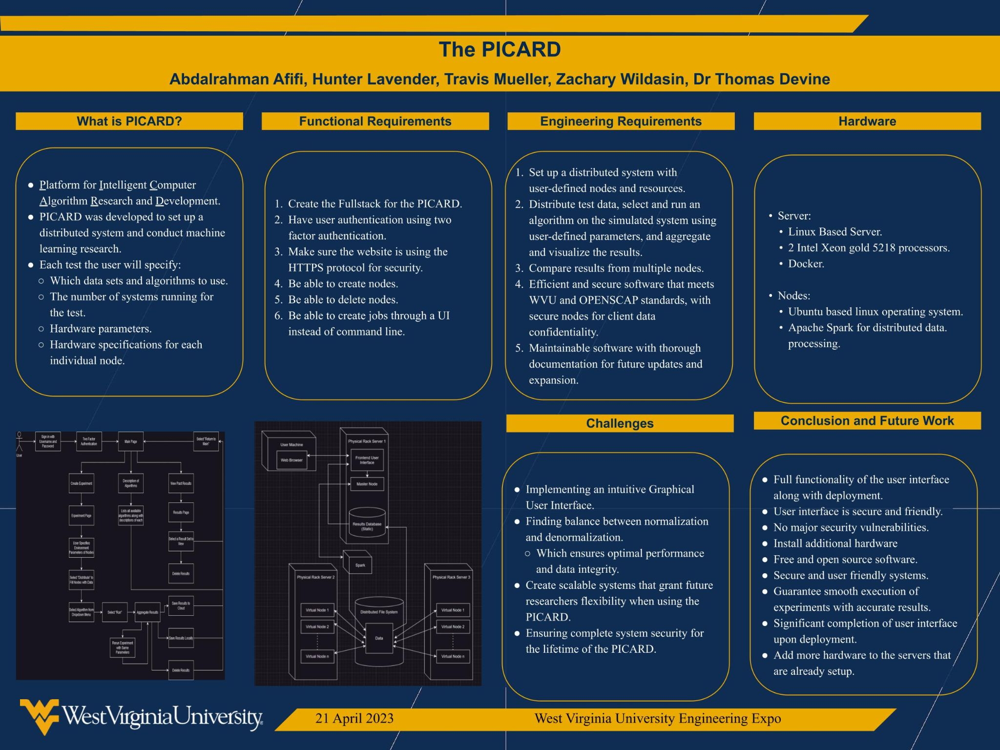 The PICARD
Abdalrahman Afifi, Hunter Lavender, Travis Mueller, Zachary Wildasin, Dr Thomas Devine
What is PICARD?
● Platform for Intelligent Computer
Algorithm Research and Development.
● PICARD was developed to set up a
distributed system and conduct machine
learning research.
● Each test the user will specify:
○ Which data sets and algorithms to use.
○ The number of systems running for
the test.
○ Hardware parameters.
○ Hardware specifications for each
individual node.
Functional Requirements
1. Create the Fullstack for the PICARD.
2. Have user authentication using two
factor authentication.
3. Make sure the website is using the
HTTPS protocol for security.
4. Be able to create nodes.
5. Be able to delete nodes.
6. Be able to create jobs through a UI
instead of command line.
Engineering Requirements
1. Set up a distributed system with
user-defined nodes and resources.
2. Distribute test data, select and run an
algorithm on the simulated system using
user-defined parameters, and aggregate
and visualize the results.
3. Compare results from multiple nodes.
4. Efficient and secure software that meets
WVU and OPENSCAP standards, with
secure nodes for client data
confidentiality.
5. Maintainable software with thorough
documentation for future updates and
expansion.
Hardware
• Server:
• Linux Based Server.
• 2 Intel Xeon gold 5218 processors.
• Docker.
• Nodes:
• Ubuntu based linux operating system.
• Apache Spark for distributed data.
processing.
User
Sign in with
Username and
Password
Two Factor
Authentication
Main Page
Select "Return to
Main"
Create Experiment
Description of
Algorithms
View Past Results
Experiment Page
Lists all available
algorithms along with
descriptions of each
Results Page
User Specifies
Environment
Parameters of Nodes
Select a Result Set to
View
Select "Distribute" to
Fill Nodes with Data
Delete Results
Select Algorithm from
Dropdown Menu
Select "Run"
Aggregate Results
Save Results to
Cloud
Rerun Experiment
with Same
Parameters
Save Results Locally
Delete Results
User Machine
Web Browser
Physical Rack Server 1
Frontend User
Interface
Master Node
Results Database
(Static)
Spark
Physical Rack Server 2
Virtual Node 1
Virtual Node 2
Virtual Node n
Distributed File System
Data
Physical Rack Server 3
Virtual Node 1
Virtual Node 2
Virtual Node n
Challenges
● Implementing an intuitive Graphical
User Interface.
● Finding balance between normalization
and denormalization.
○ Which ensures optimal performance
and data integrity.
● Create scalable systems that grant future
researchers flexibility when using the
PICARD.
● Ensuring complete system security for
the lifetime of the PICARD.
Conclusion and Future Work
● Full functionality of the user interface
along with deployment.
● User interface is secure and friendly.
● No major security vulnerabilities.
● Install additional hardware
● Free and open source software.
● Secure and user friendly systems.
● Guarantee smooth execution of
experiments with accurate results.
● Significant completion of user interface
upon deployment.
● Add more hardware to the servers that
are already setup.
WestVirginiaUniversity®
21 April 2023
West Virginia University Engineering Expo